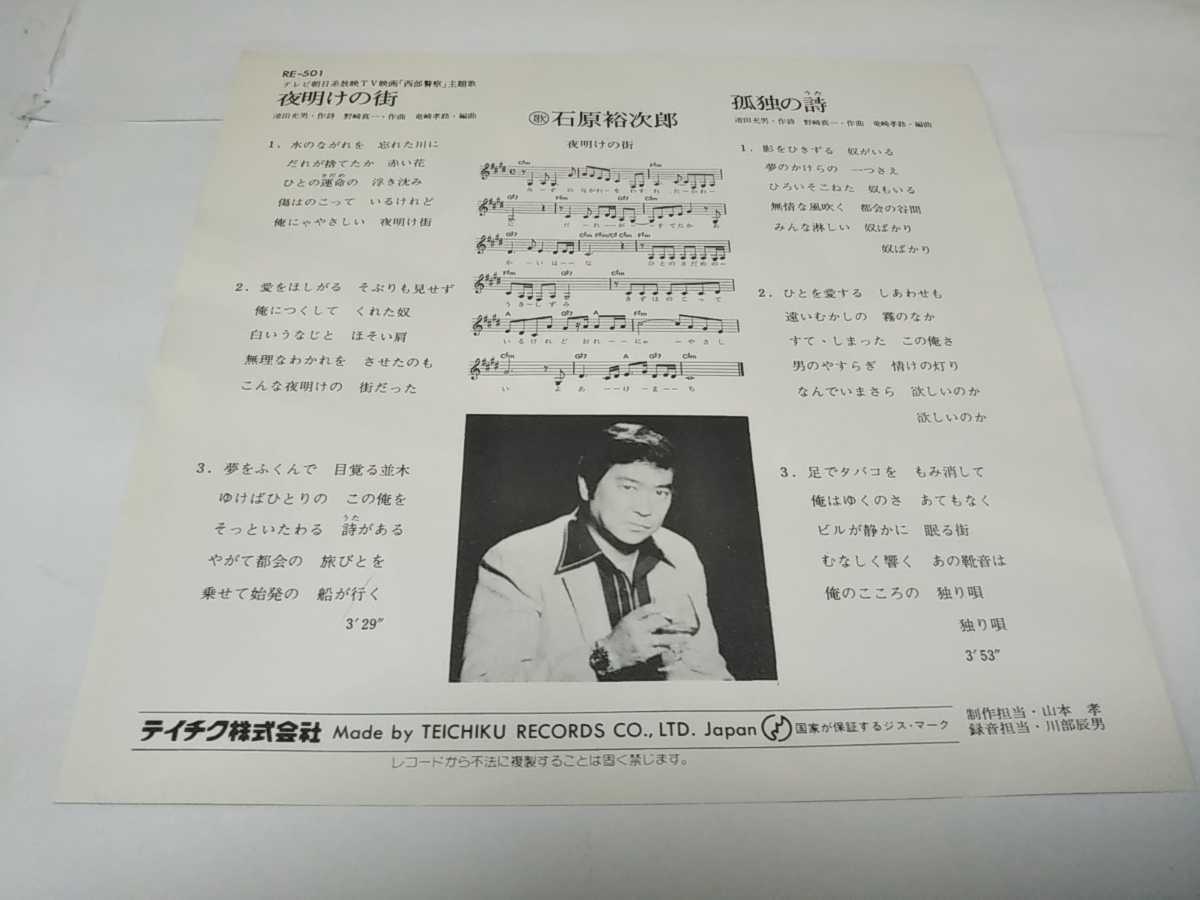 RE-501
テレビ朝日系放映TV映画「西部警察」主題歌
夜明けの街
池田充男・作詩 野崎真一・作曲 竜崎孝路・編曲
1. 水のながれを 忘れた川に
だれが捨てたか 赤い花
ひとの運命の 浮き沈み
さだめ
傷はのこって いるけれど
俺にゃやさしい 夜明け街
2. 愛をほしがる そぶりも見せず
俺につくして くれた奴
白いうなじと ほそい肩
無理なわかれを させたのも
こんな夜明けの 街だった
3. 夢をふくんで 目覚る並木
ゆけばひとりの この俺を
そっといたわる 詩がある
うた
やがて都会の 旅びとを
乗せて始発の 船が行く
3'29"
歌 石原裕次郎
夜明けの街
孤独の詩
うた
池田充男・作詩 野崎真一・作曲 竜崎孝路・編曲
1. 影をひきずる 奴がいる
夢のかけらの 一つさえ
ひろいそこねた 奴もいる
無情な風吹く 都会の谷間
みんな淋しい 奴ばかり
奴ばかり
2. ひとを愛する しあわせも
遠いむかしの 霧のなか
すて、しまった この俺さ
男のやすらぎ 情けの灯り
なんでいまさら 欲しいのか
欲しいのか
3. 足でタバコを もみ消して
俺はゆくのさ あてもなく
ビルが静かに 眠る街
むなしく響く あの靴音は
俺のこころの 独り唄
独り唄
3'53"
テイチク株式会社 Made by TEICHIKU RECORDS CO., LTD. Japan 国家が保証するジス・マーク
制作担当・山本 孝
録音担当・川部辰男
レコードから不法に複製することは固く禁じます。